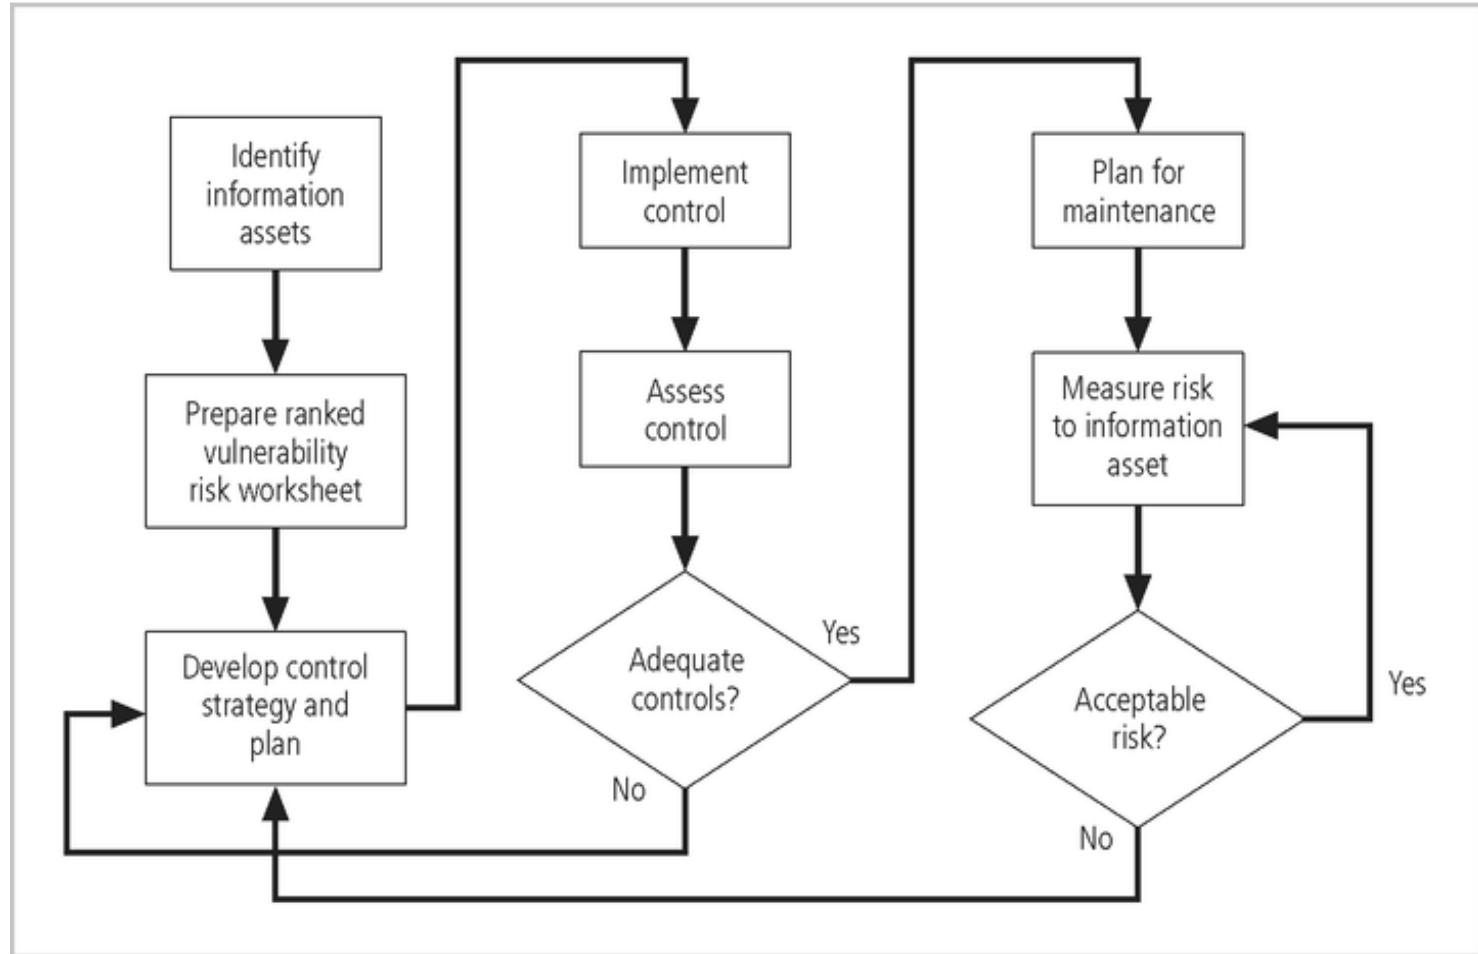 Identify
information
assets
Prepare ranked
vulnerability
risk worksheet
Develop control
strategy and
plan
Implement
control
Assess
control
Adequate
controls?
Yes
No
Plan for
maintenance
Measure risk
to information
asset
Acceptable
risk?
Yes
No